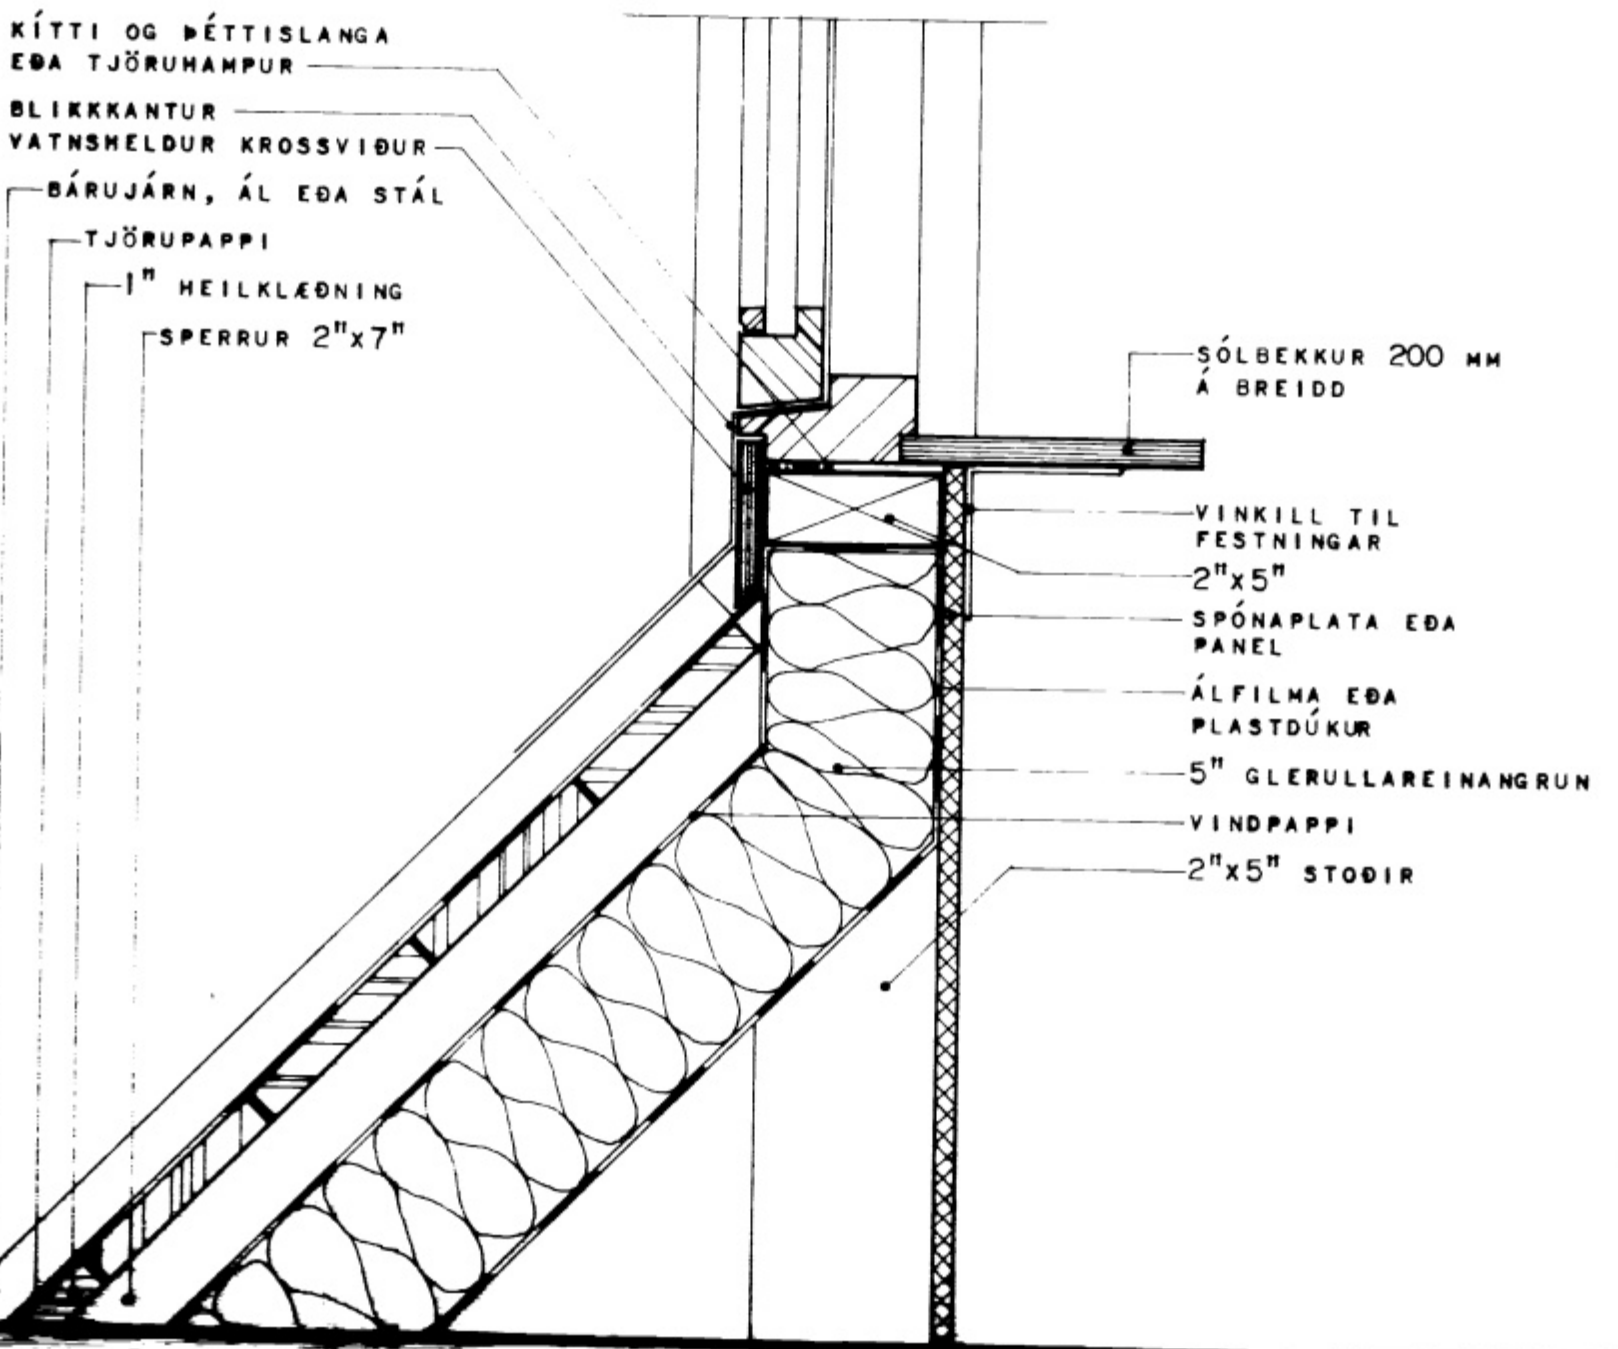 KÍTTI OG ÞÉTTISLANGA
EÐA TJÖRUHAMPUR
BLIKKKANTUR
VATNSHELDUR KROSSVIÐUR
BÁRUJÁRN, ÁL EÐA STÁL
TJÖRUPAPPI
1" HEILKLÆÐNING
SPERRUR 2"x7"
SÓLBEKKUR 200 MM
Á BREIDD
VINKILL TIL
FESTNINGAR
2"x5"
SPÓNAPLATA EÐA
PANEL
ÁLFILMA EÐA
PLASTDÚKUR
5" GLERULLAREINANGRUN
VINDPAPPI
2"x5" STOÐIR